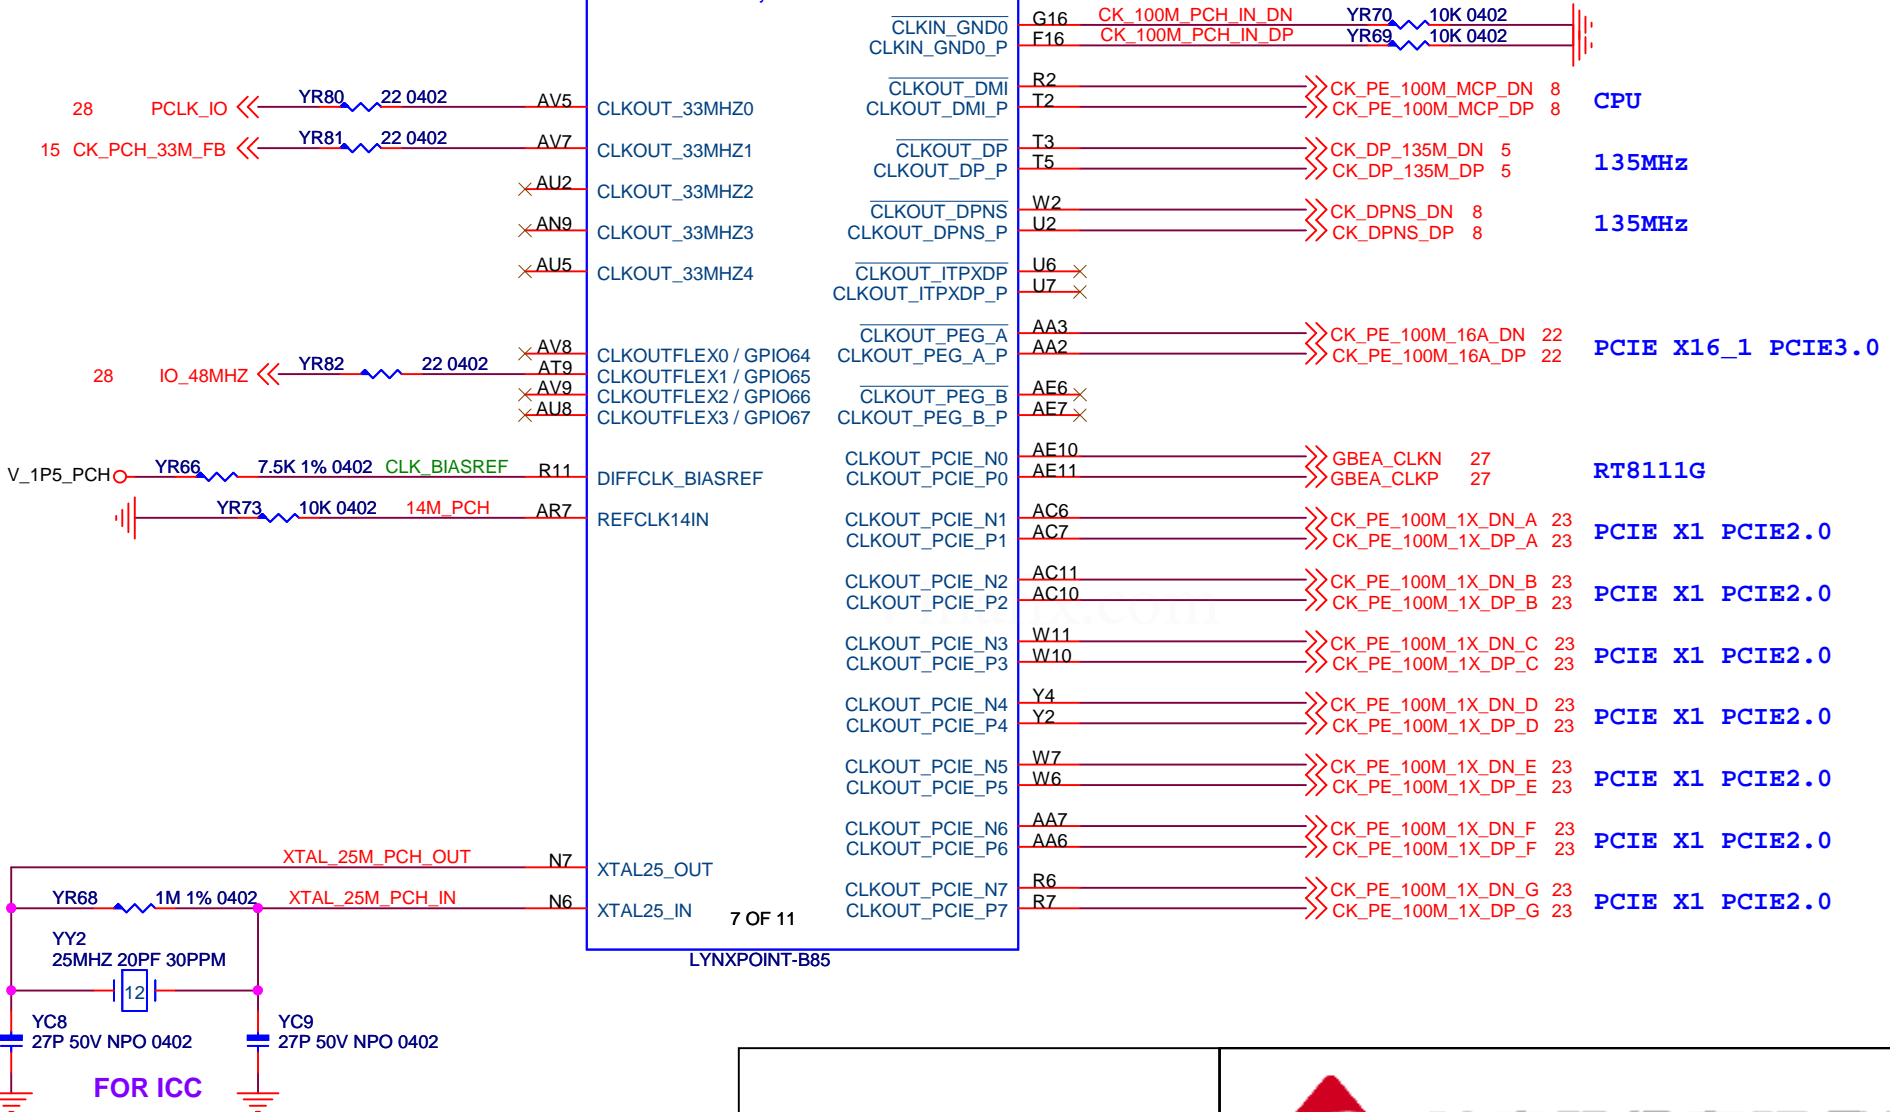 CLKIN_GND0 G16 CK_100M_PCH_IN_DN YR70 10K 0402
CLKIN_GND0_P F16 CK_100M_PCH_IN_DP YR69 10K 0402
CLKOUT_DMI R2 CK_PE_100M_MCP_DN 8
CLKOUT_DMI_P T2 CK_PE_100M_MCP_DP 8
CPU
28 PCLK_IO YR80 22 0402 AV5 CLKOUT_33MHZ0
15 CK_PCH_33M_FB YR81 22 0402 AV7 CLKOUT_33MHZ1
CLKOUT_DP T3 CK_DP_135M_DN 5
CLKOUT_DP_P T5 CK_DP_135M_DP 5
135MHz
AU2 CLKOUT_33MHZ2
CLKOUT_DPNS W2 CK_DPNS_DN 8
CLKOUT_DPNS_P U2 CK_DPNS_DP 8
135MHz
AN9 CLKOUT_33MHZ3
AU5 CLKOUT_33MHZ4
CLKOUT_ITPXDP U6
CLKOUT_ITPXDP_P U7
CLKOUT_PEG_A AA3 CK_PE_100M_16A_DN 22
CLKOUT_PEG_A_P AA2 CK_PE_100M_16A_DP 22
PCIE X16_1 PCIE3.0
AV8 CLKOUTFLEX0 / GPIO64
28 IO_48MHZ YR82 22 0402 AT9 CLKOUTFLEX1 / GPIO65
AV9 CLKOUTFLEX2 / GPIO66
AU8 CLKOUTFLEX3 / GPIO67
CLKOUT_PEG_B AE6
CLKOUT_PEG_B_P AE7
V_1P5_PCH YR66 7.5K 1% 0402 CLK_BIASREF R11 DIFFCLK_BIASREF
CLKOUT_PCIE_N0 AE10 GBEA_CLKN 27
CLKOUT_PCIE_P0 AE11 GBEA_CLKP 27
RT8111G
YR73 10K 0402 14M_PCH AR7 REFCLK14IN
CLKOUT_PCIE_N1 AC6 CK_PE_100M_1X_DN_A 23
CLKOUT_PCIE_P1 AC7 CK_PE_100M_1X_DP_A 23
PCIE X1 PCIE2.0
CLKOUT_PCIE_N2 AC11 CK_PE_100M_1X_DN_B 23
CLKOUT_PCIE_P2 AC10 CK_PE_100M_1X_DP_B 23
PCIE X1 PCIE2.0
CLKOUT_PCIE_N3 W11 CK_PE_100M_1X_DN_C 23
CLKOUT_PCIE_P3 W10 CK_PE_100M_1X_DP_C 23
PCIE X1 PCIE2.0
CLKOUT_PCIE_N4 Y4 CK_PE_100M_1X_DN_D 23
CLKOUT_PCIE_P4 Y2 CK_PE_100M_1X_DP_D 23
PCIE X1 PCIE2.0
CLKOUT_PCIE_N5 W7 CK_PE_100M_1X_DN_E 23
CLKOUT_PCIE_P5 W6 CK_PE_100M_1X_DP_E 23
PCIE X1 PCIE2.0
CLKOUT_PCIE_N6 AA7 CK_PE_100M_1X_DN_F 23
CLKOUT_PCIE_P6 AA6 CK_PE_100M_1X_DP_F 23
PCIE X1 PCIE2.0
XTAL_25M_PCH_OUT N7 XTAL25_OUT
YR68 1M 1% 0402 XTAL_25M_PCH_IN N6 XTAL25_IN
7 OF 11
CLKOUT_PCIE_N7 R6 CK_PE_100M_1X_DN_G 23
CLKOUT_PCIE_P7 R7 CK_PE_100M_1X_DP_G 23
PCIE X1 PCIE2.0
YY2
25MHZ 20PF 30PPM
LYNXPOINT-B85
12
YC8
27P 50V NPO 0402
YC9
27P 50V NPO 0402
FOR ICC